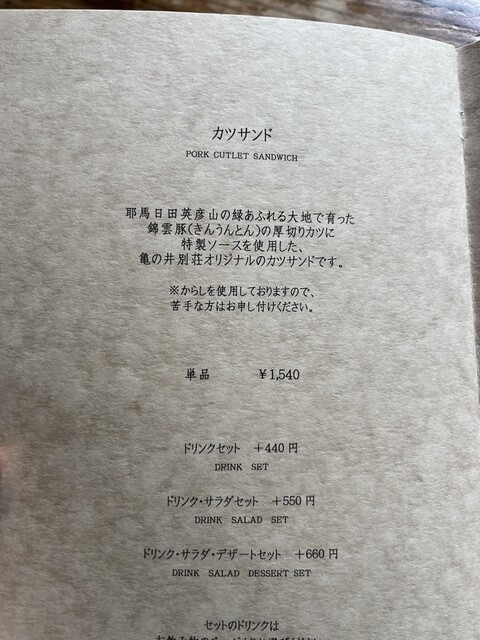 カツサンド
PORK CUTLET SANDWICH
耶馬日田英彦山の緑あふれる大地で育った
錦雲豚(きんうんとん)の厚切りカツに
特製ソースを使用した、
亀の井別荘オリジナルのカツサンドです。
※からしを使用しておりますので、
苦手な方はお申し付けください。
単品 ￥1,540
ドリンクセット ＋440円
DRINK SET
ドリンク・サラダセット ＋550円
DRINK SALAD SET
ドリンク・サラダ・デザートセット ＋660円
DRINK SALAD DESSERT SET
セットのドリンクは